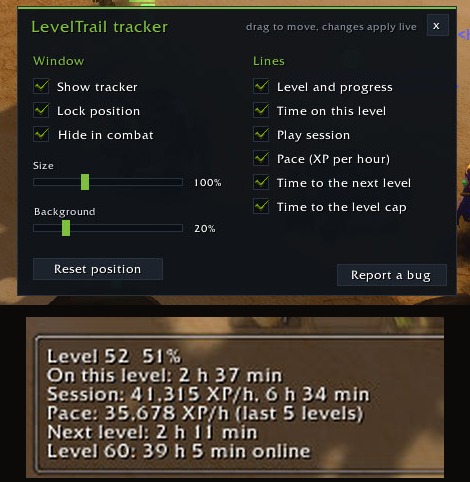 LevelTrail tracker
drag to move, changes apply live
x
Window
Show tracker
Lock position
Hide in combat
Size
100%
Background
20%
Reset position
Lines
Level and progress
Time on this level
Play session
Pace (XP per hour)
Time to the next level
Time to the level cap
Report a bug
Level 52 51%
On this level: 2 h 37 min
Session: 41,315 XP/h, 6 h 34 min
Pace: 35,678 XP/h (last 5 levels)
Next level: 2 h 11 min
Level 60: 39 h 5 min online